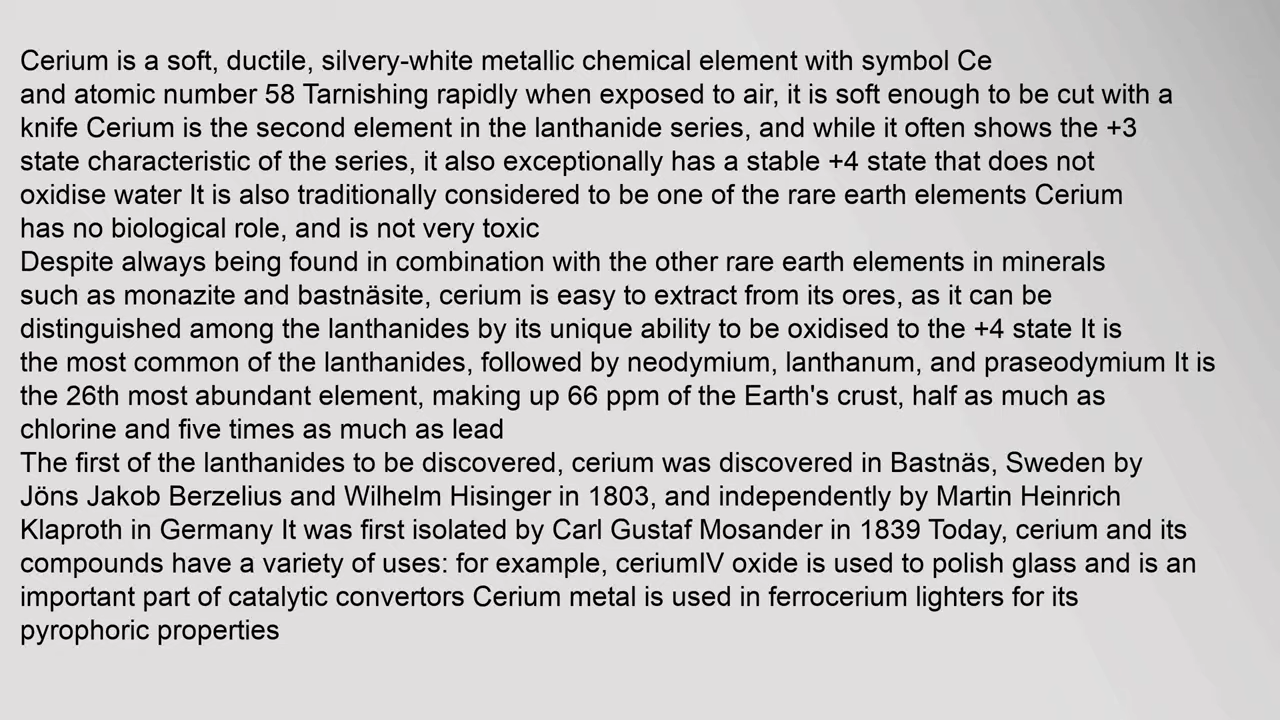 Cerium is a soft, ductile, silvery-white metallic chemical element with symbol Ce
and atomic number 58 Tarnishing rapidly when exposed to air, it is soft enough to be cut with a
knife Cerium is the second element in the lanthanide series, and while it often shows the +3
state characteristic of the series, it also exceptionally has a stable +4 state that does not
oxidise water It is also traditionally considered to be one of the rare earth elements Cerium
has no biological role, and is not very toxic
Despite always being found in combination with the other rare earth elements in minerals
such as monazite and bastnäsite, cerium is easy to extract from its ores, as it can be
distinguished among the lanthanides by its unique ability to be oxidised to the +4 state It is
the most common of the lanthanides, followed by neodymium, lanthanum, and praseodymium It is
the 26th most abundant element, making up 66 ppm of the Earth's crust, half as much as
chlorine and five times as much as lead
The first of the lanthanides to be discovered, cerium was discovered in Bastnäs, Sweden by
Jöns Jakob Berzelius and Wilhelm Hisinger in 1803, and independently by Martin Heinrich
Klaproth in Germany It was first isolated by Carl Gustaf Mosander in 1839 Today, cerium and its
compounds have a variety of uses: for example, ceriumIV oxide is used to polish glass and is an
important part of catalytic convertors Cerium metal is used in ferrocerium lighters for its
pyrophoric properties